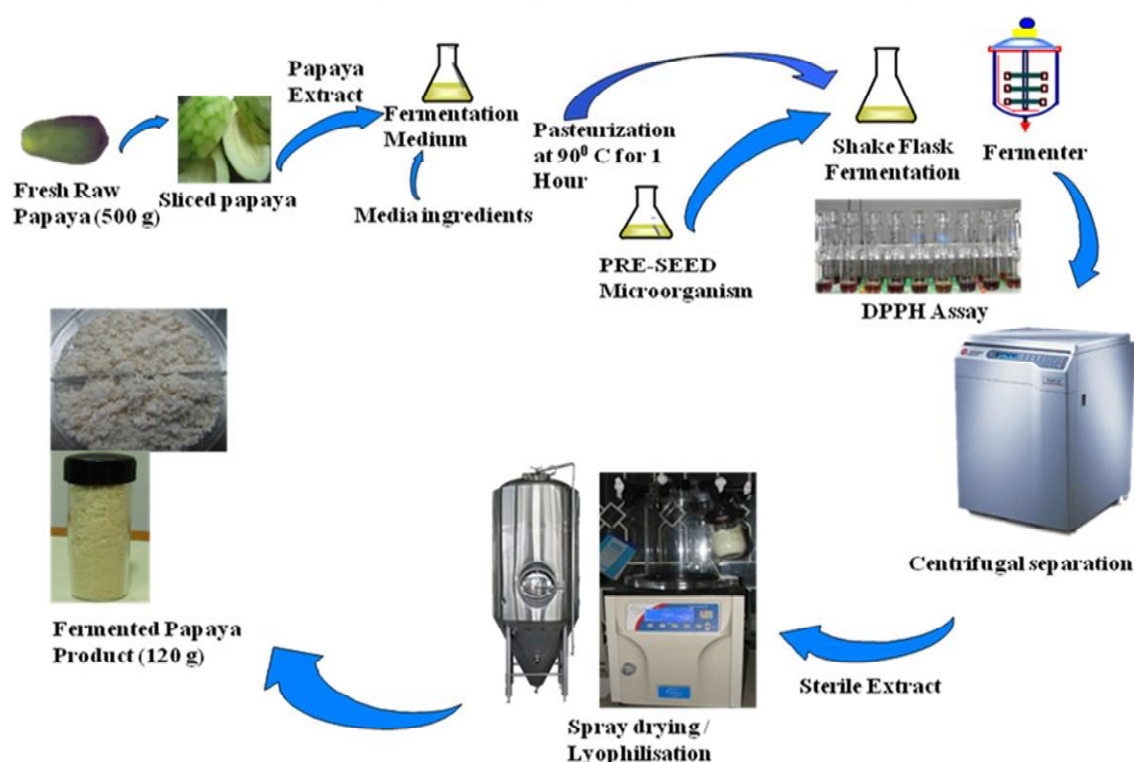 Papaya
Extract
Fermentation
Medium
Pasteurization
at 90⁰ C for 1
Hour
Shake Flask
Fermentation
Fermenter
Fresh Raw
Papaya (500 g)
Sliced papaya
Media ingredients
PRE-SEED
Microorganism
DPPH Assay
Centrifugal separation
Fermented Papaya
Product (120 g)
Sterile Extract
Spray drying /
Lyophilisation